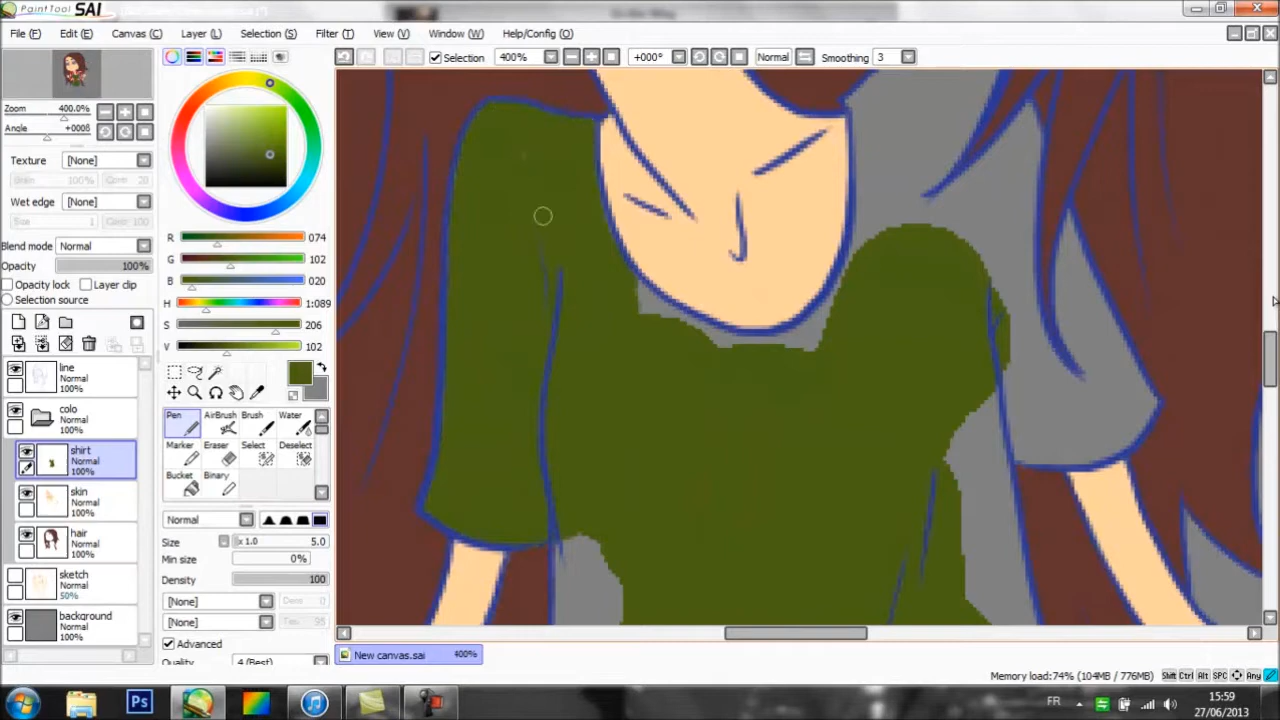 PaintTool SAI
File (F) Edit (E) Canvas (C) Layer (L) Selection (S) Filter (T) View (V) Window (W) Help/Config (O)
Selection 400% +000° Normal Smoothing 3
Zoom 400.0%
Angle +000ß
Texture [None]
Wet edge [None]
Blend mode Normal
Opacity 100%
Opacity lock Layer clip
Selection source
line
Normal
100%
colo
Normal
100%
shirt
Normal
100%
skin
Normal
100%
hair
Normal
100%
sketch
Normal
50%
background
Normal
100%
R 074
G 102
B 020
H 1:089
S 206
V 102
Pen AirBrush Brush Water
Marker Eraser Select Deselect
Bucket Binary
Normal
Size x 1.0 5.0
Min size 0%
Density 100
[None]
[None]
Advanced
Quality 4 (Best)
New canvas.sai 400%
Memory load:74% (104MB / 776MB) Shift Ctrl Alt SPC Any
Ps
FR
15:59
27/06/2013